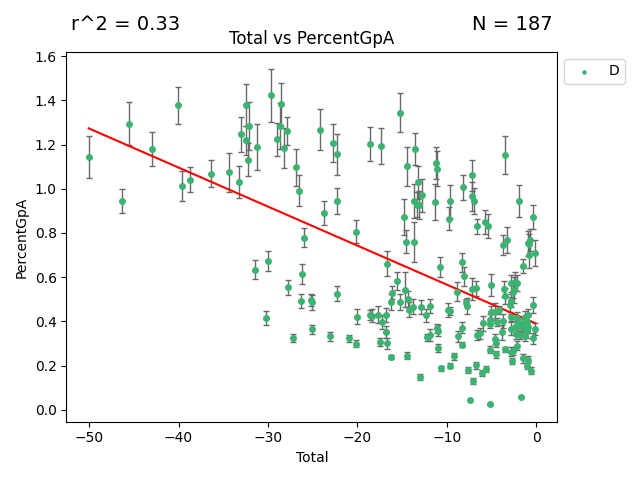 r^2 = 0.33 N = 187
Total vs PercentGpA
D
PercentGpA
1.6
1.4
1.2
1.0
0.8
0.6
0.4
0.2
0.0
−50 −40 −30 −20 −10 0
Total